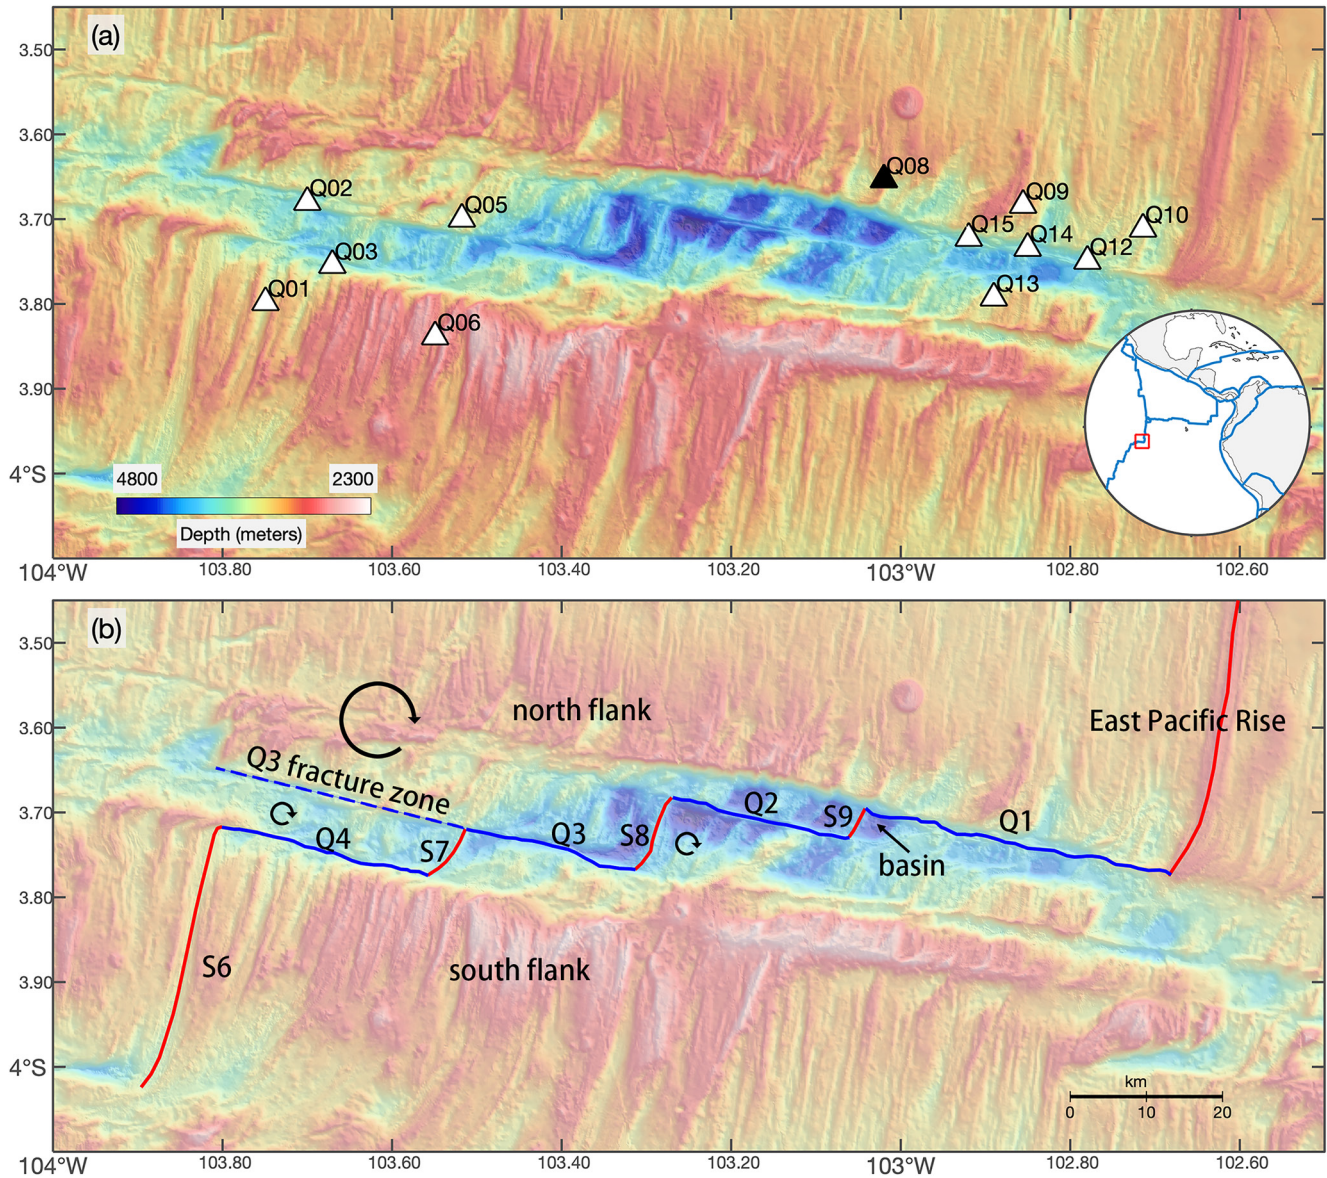 (a)
3.50
3.60
3.70
3.80
3.90
4°S
Q08
Q02
Q05
Q09
Q10
Q15
Q14
Q12
Q03
Q01
Q13
Q06
4800
2300
Depth (meters)
104°W
103.80
103.60
103.40
103.20
103°W
102.80
102.60
(b)
3.50
3.60
3.70
3.80
3.90
4°S
north flank
East Pacific Rise
Q3 fracture zone
Q2
S9
Q1
Q4
S7
Q3
S8
basin
S6
south flank
km
0
10
20
104°W
103.80
103.60
103.40
103.20
103°W
102.80
102.60